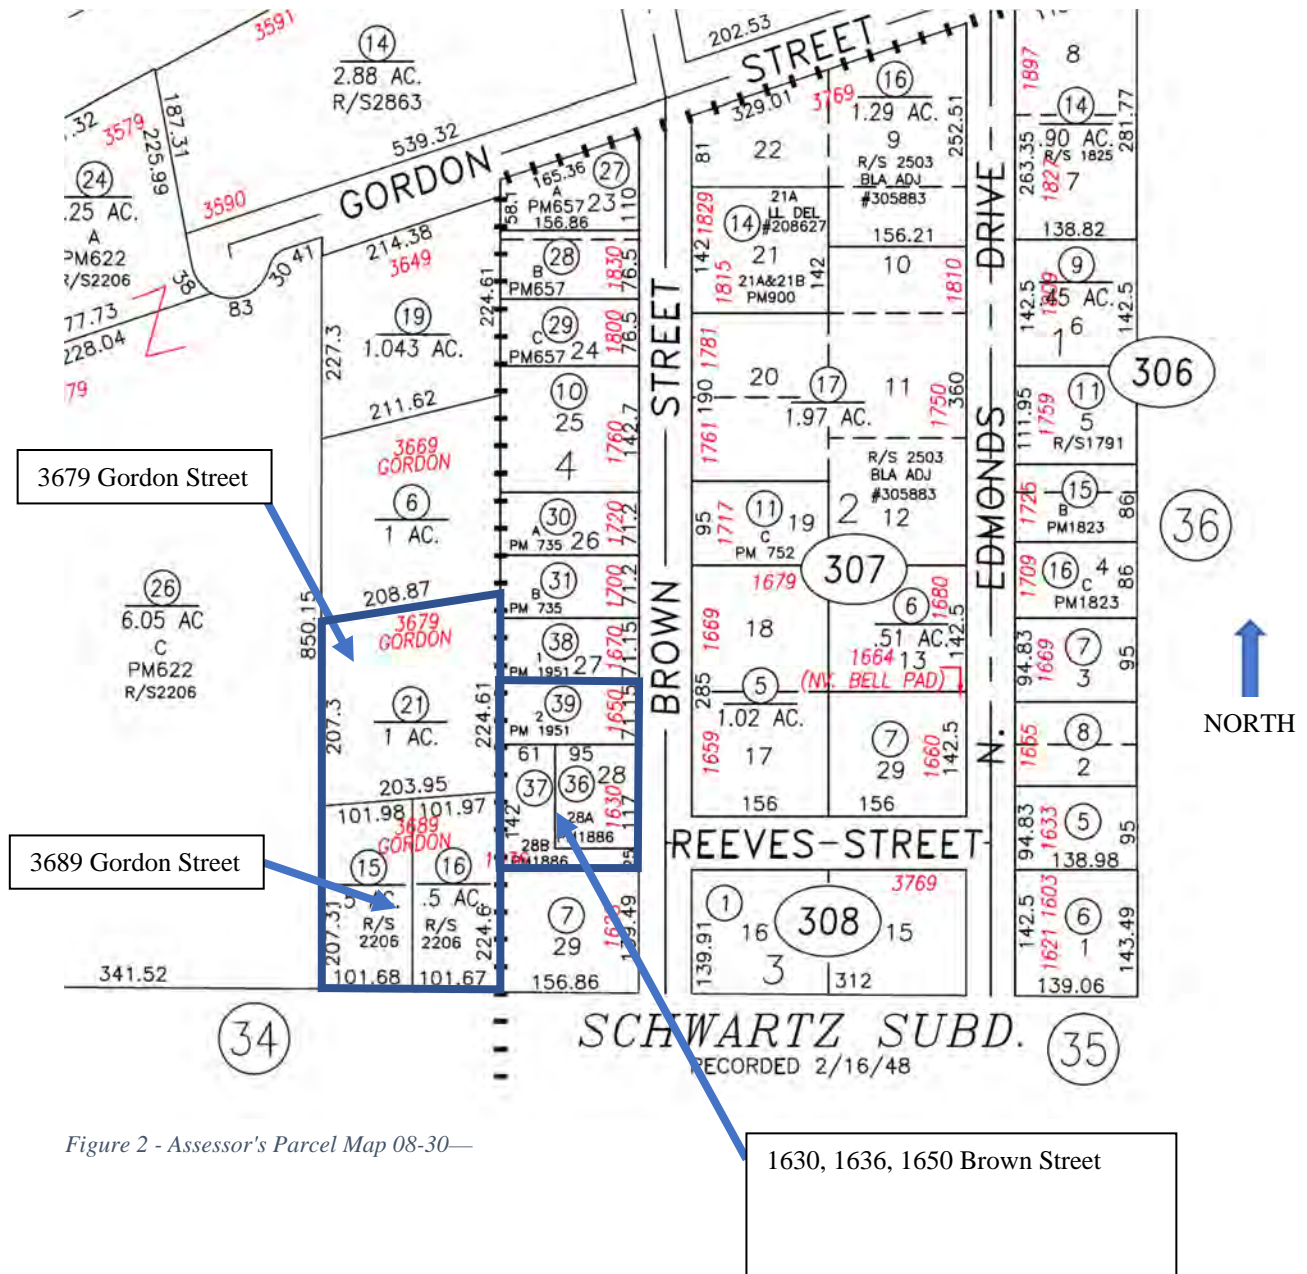 3591
14
2.88 AC.
R/S2863
202.53
STREET
8
1897
187.31
.32
3579
225.99
539.32
GORDON
329.01
3769
16
1.29 AC.
9
R/S 2503
BLA ADJ
#305883
252.51
14
.90 AC.
R/S 1825
281.77
263.35
1827
7
24
.25 AC.
A
PM622
R/S2206
3590
165.36
27
A
PM657
23
110
58.1
156.86
81
22
21A
LL DEL
#208627
14
21
21A&21B
PM900
1829
142
142
1815
156.21
10
1810
138.82
214.38
3649
30.41
38
83
77.73
228.04
79
28
B
PM657
1830
76.5
224.61
9
.45 AC.
6
1
142.5
142.5
19
1.043 AC.
227.3
29
C
PM657
24
1800
76.5
STREET
1781
20
17
1.97 AC.
11
1750
360
190
1761
306
211.62
10
25
4
1760
142.7
DRIVE
11
5
R/S1791
111.95
1759
3669
GORDON
6
1 AC.
R/S 2503
BLA ADJ
#305883
12
2
3679 Gordon Street
30
A
PM 735
26
1720
71.2
95
1717
11
C
PM 752
19
EDMONDS
15
B
PM1823
1725
86
36
31
B
PM 735
1700
71.2
307
1679
16
C
4
PM1823
1709
86
26
6.05 AC
C
PM622
R/S2206
850.15
208.87
3679
GORDON
38
1
PM 1951
27
1670
71.15
BROWN
1669
18
6
.51 AC.
1680
142.5
1664
13
(NV. BELL PAD)
94.83
1669
7
3
95
NORTH
21
1 AC.
207.3
224.61
39
2
PM 1951
1650
285
5
1.02 AC.
1659
17
7
29
1660
142.5
N.
1655
8
2
203.95
101.98
101.97
3689
GORDON
61
95
37
36
28
1630
117
28A
PM1886
142
28B
PM1886
25
156
156
REEVES-STREET
94.83
1633
5
95
138.98
3689 Gordon Street
15
AC.
R/S
2206
207.31
101.68
16
.5 AC.
R/S
2206
224.6
101.67
7
29
156.86
3769
1
16
308
15
3
312
139.91
142.5
1603
1621
6
1
143.49
139.06
341.52
34
SCHWARTZ SUBD.
RECORDED 2/16/48
35
Figure 2 - Assessor's Parcel Map 08-30—
1630, 1636, 1650 Brown Street